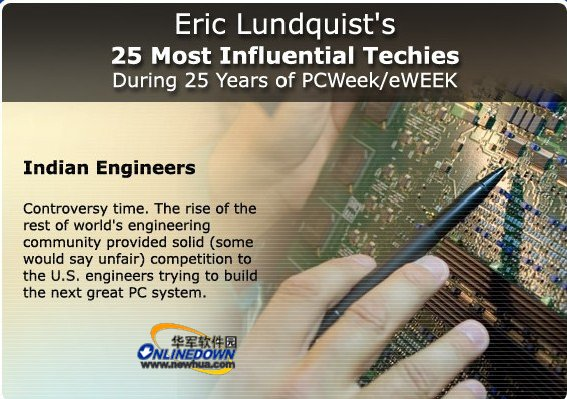 Eric Lundquist's
25 Most Influential Techies
During 25 Years of PCWeek/eWEEK
Indian Engineers
Controversy time. The rise of the
rest of world's engineering
community provided solid (some
would say unfair) competition to
the U.S. engineers trying to build
the next great PC system.
华军软件园
ONLINEDOWN
www.newhua.com